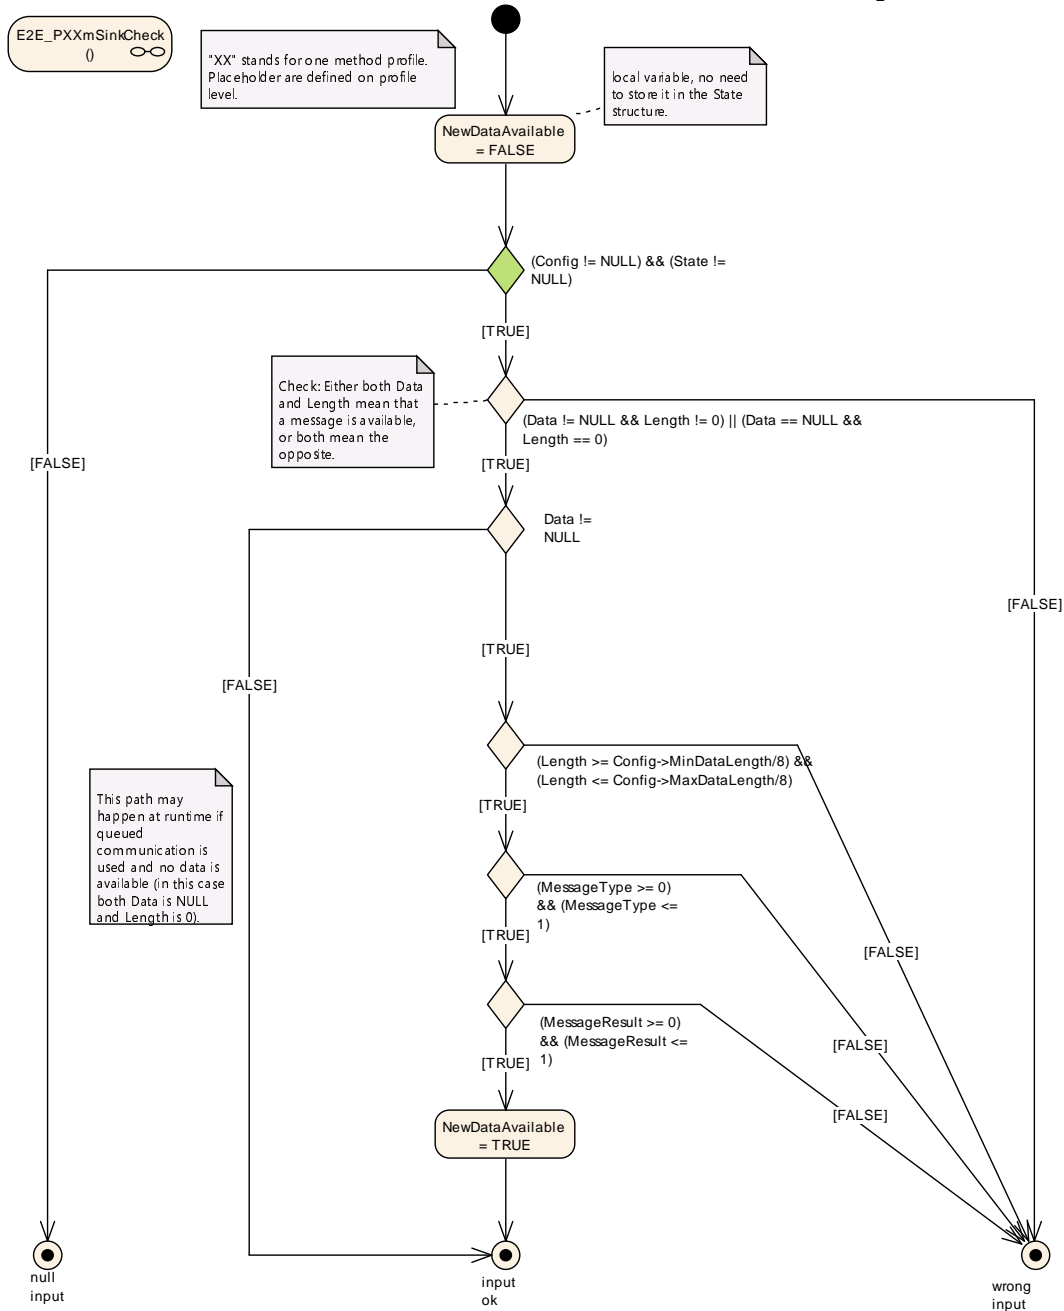 E2E_PXXmSinkCheck
()
"XX" stands for one method profile.
Placeholder are defined on profile
level.
local variable, no need
to store it in the State
structure.
NewDataAvailable
= FALSE
(Config != NULL) && (State !=
NULL)
[TRUE]
Check: Either both Data
and Length mean that
a message is available,
or both mean the
opposite.
(Data != NULL && Length != 0) || (Data == NULL &&
Length == 0)
[FALSE]
[TRUE]
Data !=
NULL
[FALSE]
[TRUE]
[FALSE]
(Length >= Config->MinDataLength/8) &&
(Length <= Config->MaxDataLength/8)
This path may
happen at runtime if
queued
communication is
used and no data is
available (in this case
both Data is NULL
and Length is 0).
[TRUE]
(MessageType >= 0)
&& (MessageType <=
1)
[TRUE]
[FALSE]
(MessageResult >= 0)
&& (MessageResult <=
1)
[FALSE]
[TRUE]
[FALSE]
NewDataAvailable
= TRUE
null
input
input
ok
wrong
input